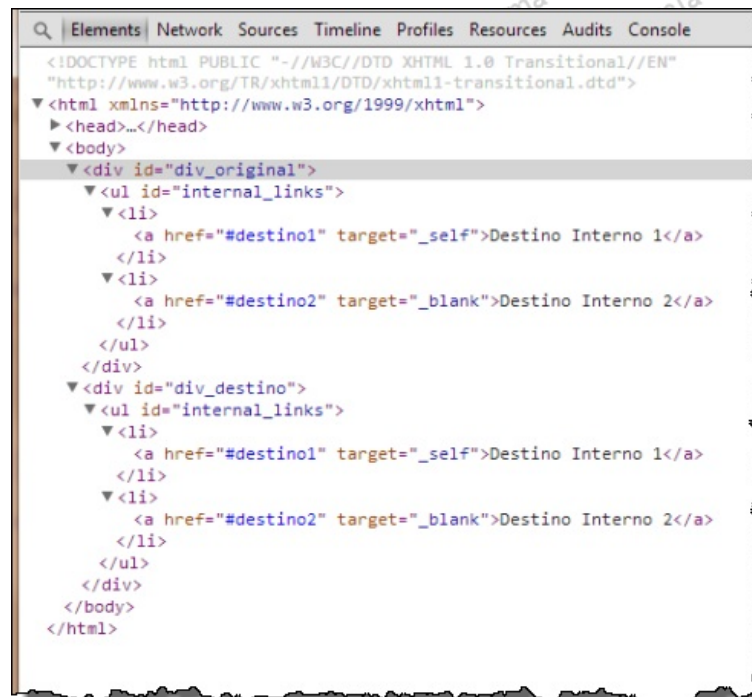 Elements Network Sources Timeline Profiles Resources Audits Console
<!DOCTYPE html PUBLIC "-//W3C//DTD XHTML 1.0 Transitional//EN"
"http://www.w3.org/TR/xhtml1/DTD/xhtml1-transitional.dtd">
▼<html xmlns="http://www.w3.org/1999/xhtml">
▶<head>…</head>
▼<body>
▼<div id="div_original">
▼<ul id="internal_links">
▼<li>
<a href="#destino1" target="_self">Destino Interno 1</a>
</li>
▼<li>
<a href="#destino2" target="_blank">Destino Interno 2</a>
</li>
</ul>
</div>
▼<div id="div_destino">
▼<ul id="internal_links">
▼<li>
<a href="#destino1" target="_self">Destino Interno 1</a>
</li>
▼<li>
<a href="#destino2" target="_blank">Destino Interno 2</a>
</li>
</ul>
</div>
</body>
</html>